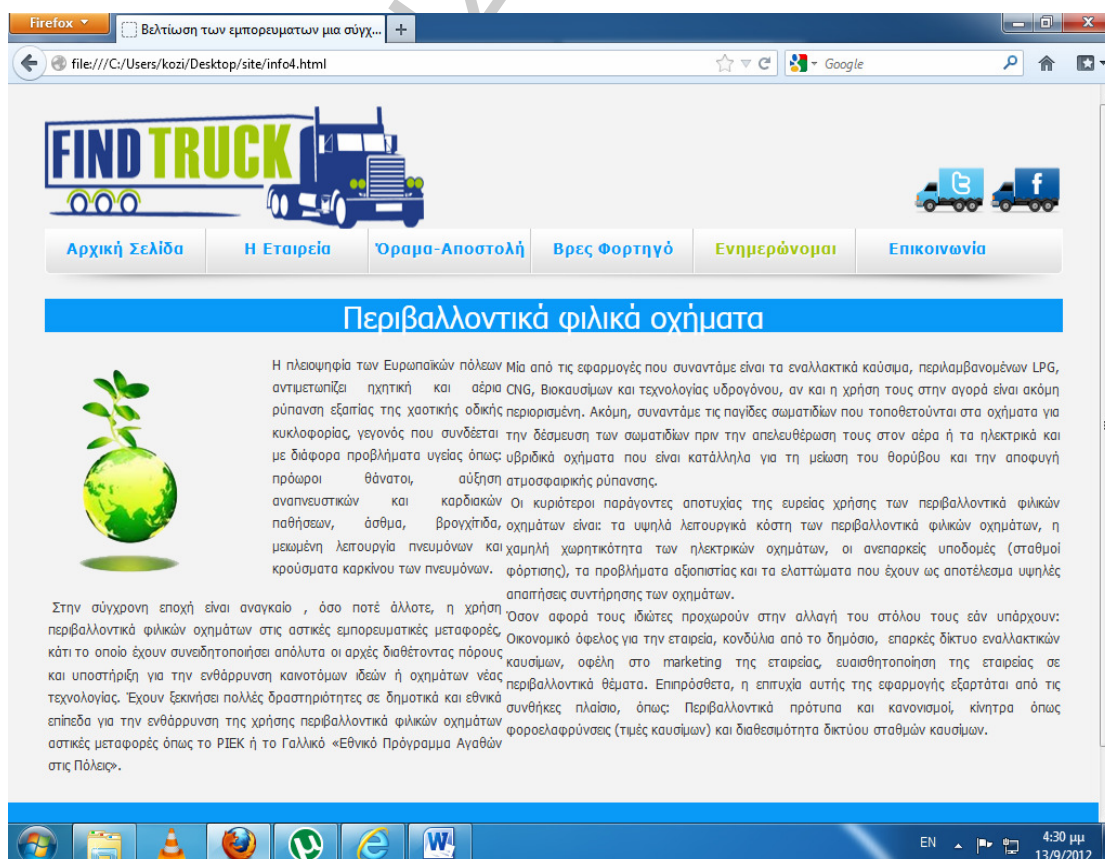 Firefox
Βελτίωση των εμπορευματων μια σύγχ...
file:///C:/Users/kozi/Desktop/site/info4.html
Google
FIND TRUCK
Αρχική Σελίδα
Η Εταιρεία
Όραμα-Αποστολή
Βρες Φορτηγό
Ενημερώνομαι
Επικοινωνία
Περιβαλλοντικά φιλικά οχήματα
Η πλειοψηφία των Ευρωπαϊκών πόλεων
αντιμετωπίζει ηχητική και αέρια
ρύπανση εξαιτίας της χαοτικής οδικής
κυκλοφορίας, γεγονός που συνδέεται
με διάφορα προβλήματα υγείας όπως:
πρόωροι θάνατοι, αύξηση
αναπνευστικών και καρδιακών
παθήσεων, άσθμα, βρογχίτιδα,
μειωμένη λειτουργία πνευμόνων και
κρούσματα καρκίνου των πνευμόνων.
Στην σύγχρονη εποχή είναι αναγκαίο , όσο ποτέ άλλοτε, η χρήση
περιβαλλοντικά φιλικών οχημάτων στις αστικές εμπορευματικές μεταφορές,
κάτι το οποίο έχουν συνειδητοποιήσει απόλυτα οι αρχές διαθέτοντας πόρους
και υποστήριξη για την ενθάρρυνση καινοτόμων ιδεών ή οχημάτων νέας
τεχνολογίας. Έχουν ξεκινήσει πολλές δραστηριότητες σε δημοτικά και εθνικά
επίπεδα για την ενθάρρυνση της χρήσης περιβαλλοντικά φιλικών οχημάτων
αστικές μεταφορές όπως το PIEK ή το Γαλλικό «Εθνικό Πρόγραμμα Αγαθών
στις Πόλεις».
Μία από τις εφαρμογές που συναντάμε είναι τα εναλλακτικά καύσιμα, περιλαμβανομένων LPG,
CNG, Βιοκαυσίμων και τεχνολογίας υδρογόνου, αν και η χρήση τους στην αγορά είναι ακόμη
περιορισμένη. Ακόμη, συναντάμε τις παγίδες σωματιδίων που τοποθετούνται στα οχήματα για
την δέσμευση των σωματιδίων πριν την απελευθέρωση τους στον αέρα ή τα ηλεκτρικά και
υβριδικά οχήματα που είναι κατάλληλα για τη μείωση του θορύβου και την αποφυγή
ατμοσφαιρικής ρύπανσης.
Οι κυριότεροι παράγοντες αποτυχίας της ευρείας χρήσης των περιβαλλοντικά φιλικών
οχημάτων είναι: τα υψηλά λειτουργικά κόστη των περιβαλλοντικά φιλικών οχημάτων, η
χαμηλή χωρητικότητα των ηλεκτρικών οχημάτων, οι ανεπαρκείς υποδομές (σταθμοί
φόρτισης), τα προβλήματα αξιοπιστίας και τα ελαττώματα που έχουν ως αποτέλεσμα υψηλές
απαιτήσεις συντήρησης των οχημάτων.
Όσον αφορά τους ιδιώτες προχωρούν στην αλλαγή του στόλου τους εάν υπάρχουν:
Οικονομικό όφελος για την εταιρεία, κονδύλια από το δημόσιο, επαρκές δίκτυο εναλλακτικών
καυσίμων, οφέλη στο marketing της εταιρείας, ευαισθητοποίηση της εταιρείας σε
περιβαλλοντικά θέματα. Επιπρόσθετα, η επιτυχία αυτής της εφαρμογής εξαρτάται από τις
συνθήκες πλαίσιο, όπως: Περιβαλλοντικά πρότυπα και κανονισμοί, κίνητρα όπως
φοροελαφρύνσεις (τιμές καυσίμων) και διαθεσιμότητα δικτύου σταθμών καυσίμων.
EN
4:30 μμ
13/9/2012